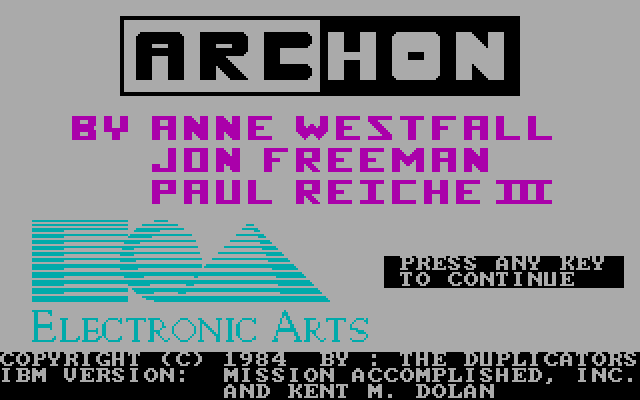 ARCHON
BY ANNE WESTFALL
JON FREEMAN
PAUL REICHE III
EOA
ELECTRONIC ARTS
PRESS ANY KEY
TO CONTINUE
COPYRIGHT (C) 1984 BY : THE DUPLICATORS
IBM VERSION: MISSION ACCOMPLISHED, INC.
AND KENT M. DOLAN